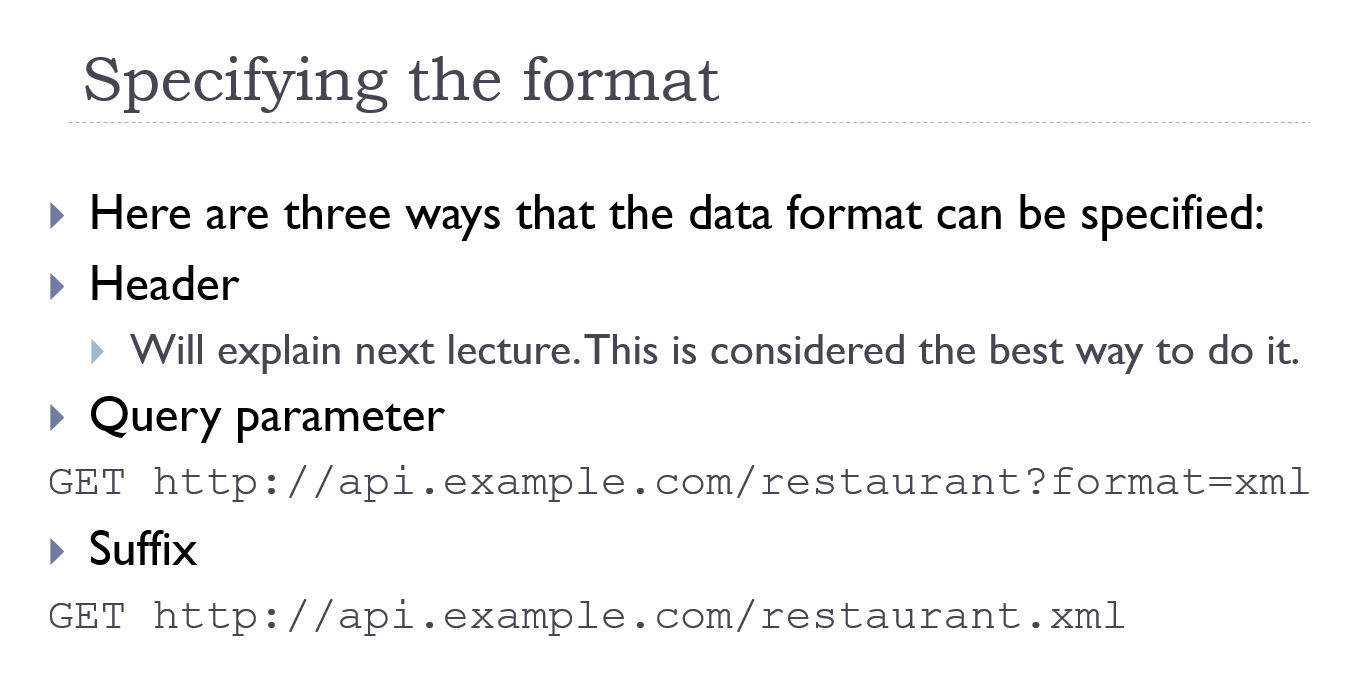 Specifying the format
Here are three ways that the data format can be specified:
Header
Will explain next lecture. This is considered the best way to do it.
Query parameter
GET http://api.example.com/restaurant?format=xml
Suffix
GET http://api.example.com/restaurant.xml